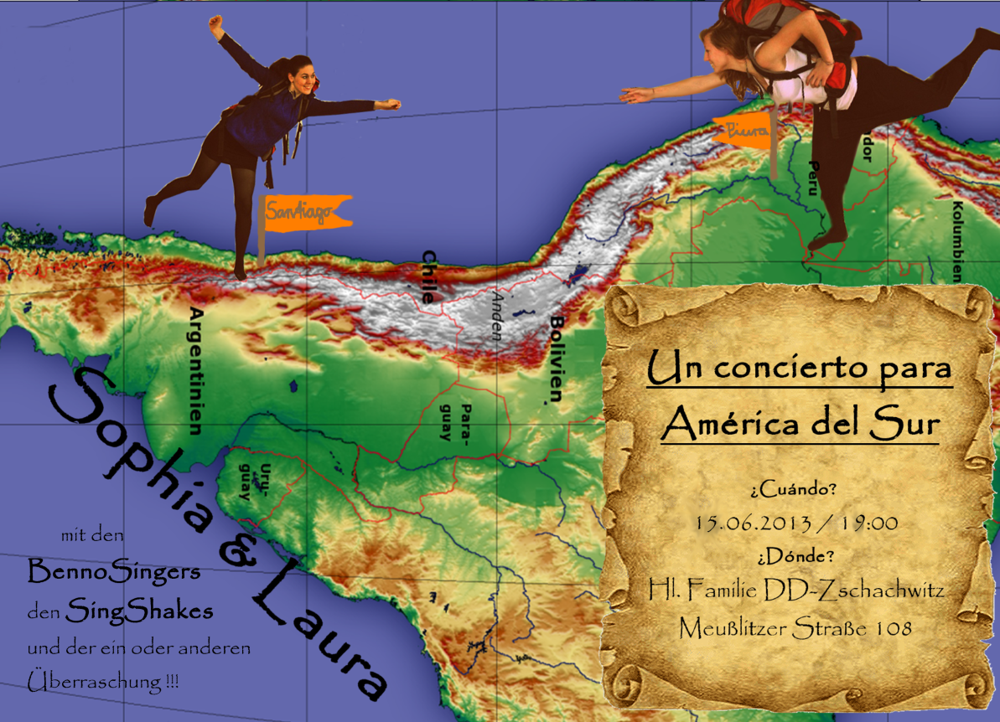 Santiago
Piura
dor
Peru
Kolumbien
Chile
Anden
Bolivien
Argentinien
Para-
guay
Uru-
guay
Sophia & Laura
mit den
BennoSingers
den SingShakes
und der ein oder anderen
Überraschung !!!
Un concierto para
América del Sur
¿Cuándo?
15.06.2013 / 19:00
¿Dónde?
Hl. Familie DD-Zschachwitz
Meußlitzer Straße 108